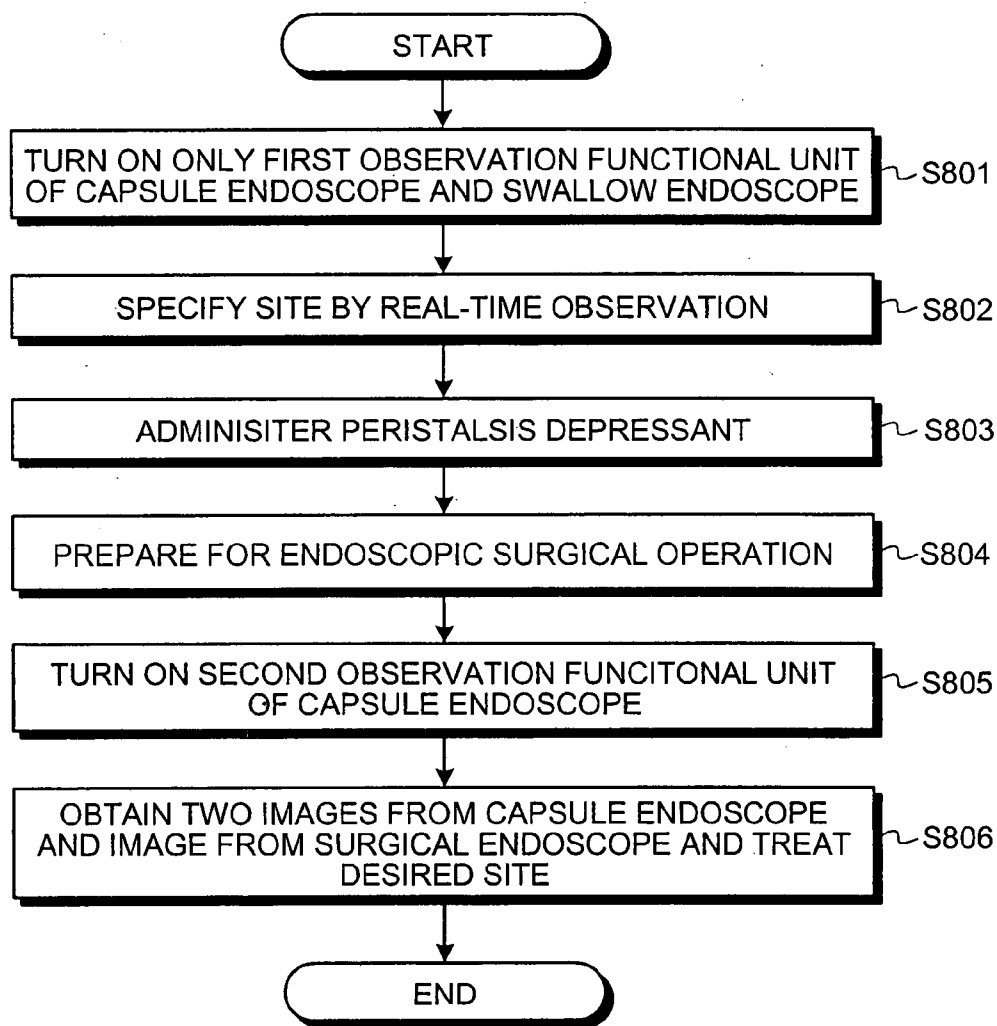 START
TURN ON ONLY FIRST OBSERVATION FUNCTIONAL UNIT
OF CAPSULE ENDOSCOPE AND SWALLOW ENDOSCOPE
S801
SPECIFY SITE BY REAL-TIME OBSERVATION
S802
ADMINISITER PERISTALSIS DEPRESSANT
S803
PREPARE FOR ENDOSCOPIC SURGICAL OPERATION
S804
TURN ON SECOND OBSERVATION FUNCITONAL UNIT
OF CAPSULE ENDOSCOPE
S805
OBTAIN TWO IMAGES FROM CAPSULE ENDOSCOPE
AND IMAGE FROM SURGICAL ENDOSCOPE AND TREAT
DESIRED SITE
S806
END